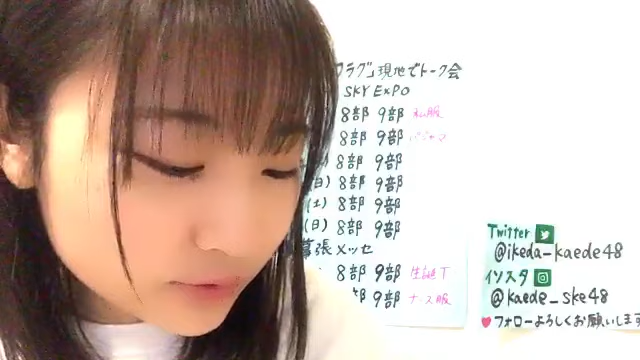 フラグ」現地でトーク会
SKY EXPO
8部 9部 私服
8部 9部 パジャマ
8部 9部
(日) 8部 9部
(土) 8部 9部
(日) 8部 9部
幕張メッセ
8部 9部 生誕T
9部 ナース服
Twitter
@ikeda_kaede48
インスタ
@kaede_ske48
♥フォローよろしくお願いします